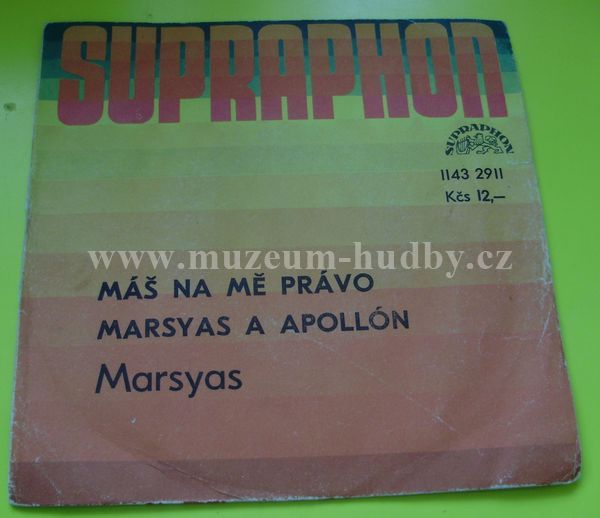 SUPRAPHON
SUPRAPHON
1143 2911
Kčs 12,–
www.muzeum-hudby.cz
MÁŠ NA MĚ PRÁVO
MARSYAS A APOLLÓN
Marsyas